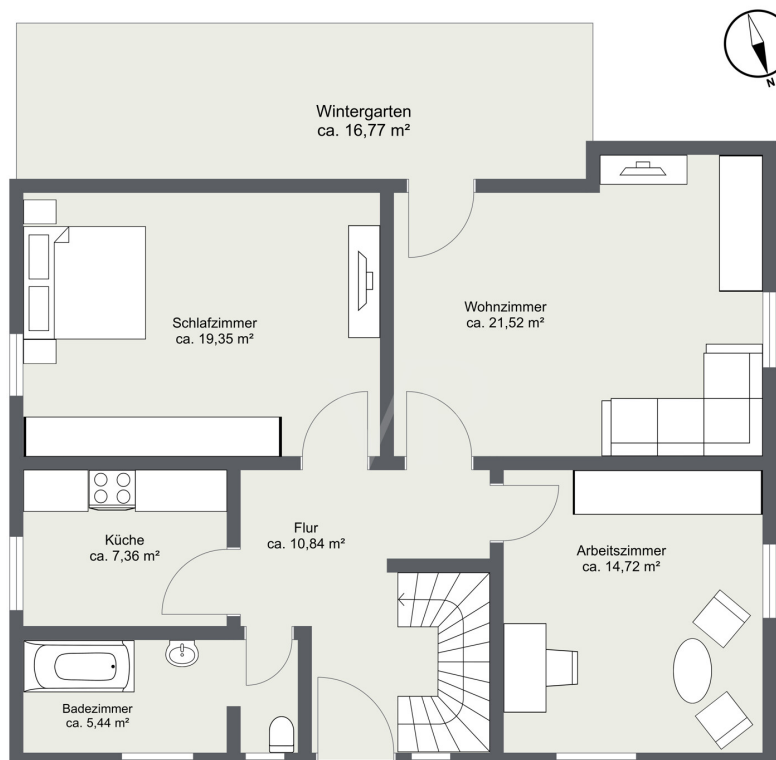 N
Wintergarten
ca. 16,77 m²
Schlafzimmer
ca. 19,35 m²
Wohnzimmer
ca. 21,52 m²
Küche
ca. 7,36 m²
Flur
ca. 10,84 m²
Arbeitszimmer
ca. 14,72 m²
Badezimmer
ca. 5,44 m²